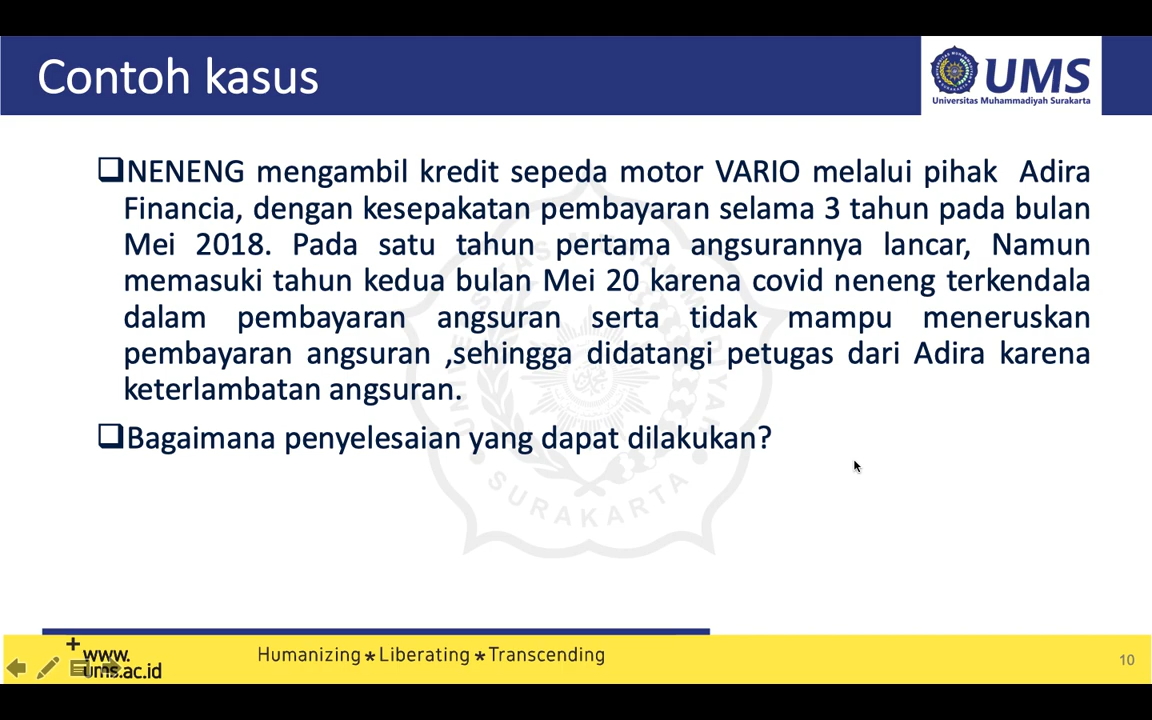 Contoh kasus
UMS
Universitas Muhammadiyah Surakarta
NENENG mengambil kredit sepeda motor VARIO melalui pihak Adira
Financia, dengan kesepakatan pembayaran selama 3 tahun pada bulan
Mei 2018. Pada satu tahun pertama angsurannya lancar, Namun
memasuki tahun kedua bulan Mei 20 karena covid neneng terkendala
dalam pembayaran angsuran serta tidak mampu meneruskan
pembayaran angsuran ,sehingga didatangi petugas dari Adira karena
keterlambatan angsuran.
Bagaimana penyelesaian yang dapat dilakukan?
SURAKARTA
www.
ums.ac.id
Humanizing ★ Liberating ★ Transcending
10